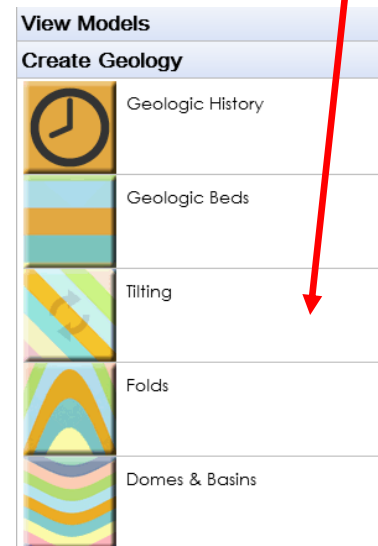 View Models
Create Geology
Geologic History
Geologic Beds
Tilting
Folds
Domes & Basins